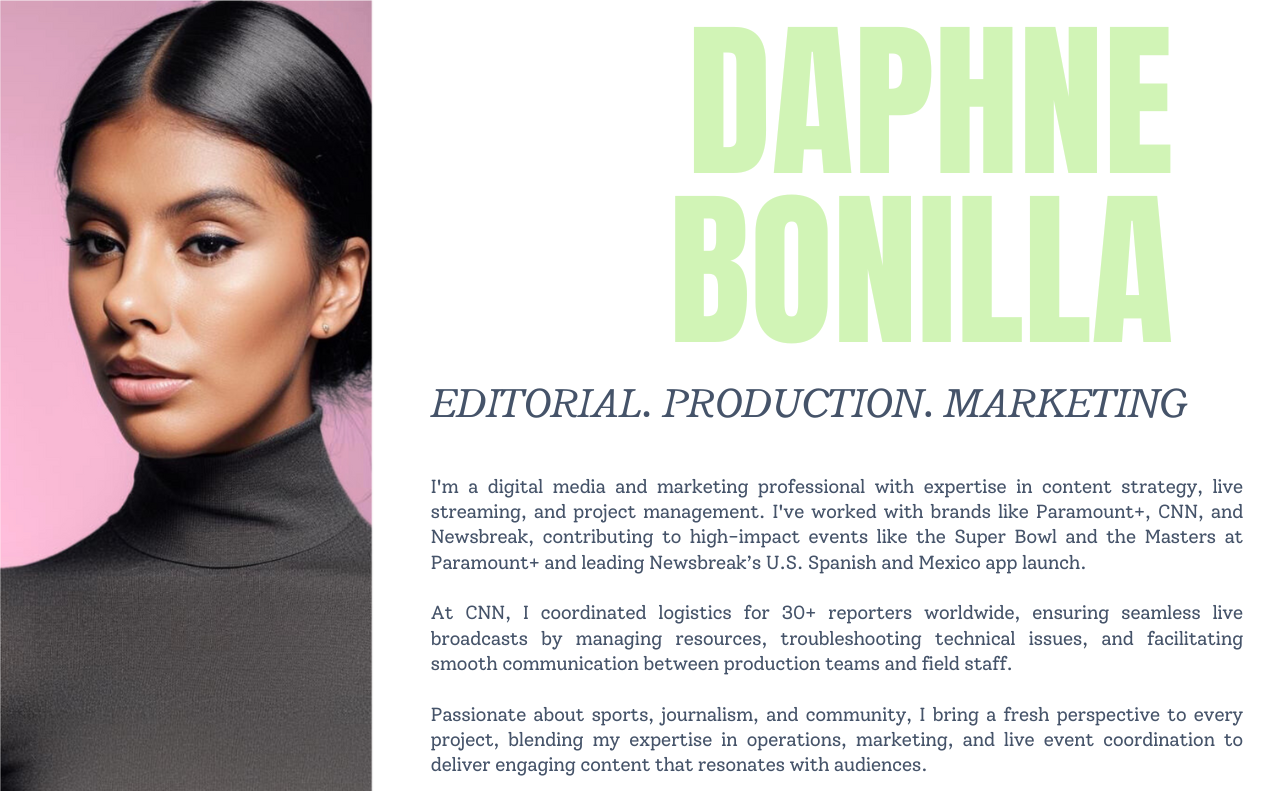 DAPHNE
BONILLA
EDITORIAL. PRODUCTION. MARKETING
I'm a digital media and marketing professional with expertise in content strategy, live
streaming, and project management. I've worked with brands like Paramount+, CNN, and
Newsbreak, contributing to high-impact events like the Super Bowl and the Masters at
Paramount+ and leading Newsbreak’s U.S. Spanish and Mexico app launch.
At CNN, I coordinated logistics for 30+ reporters worldwide, ensuring seamless live
broadcasts by managing resources, troubleshooting technical issues, and facilitating
smooth communication between production teams and field staff.
Passionate about sports, journalism, and community, I bring a fresh perspective to every
project, blending my expertise in operations, marketing, and live event coordination to
deliver engaging content that resonates with audiences.